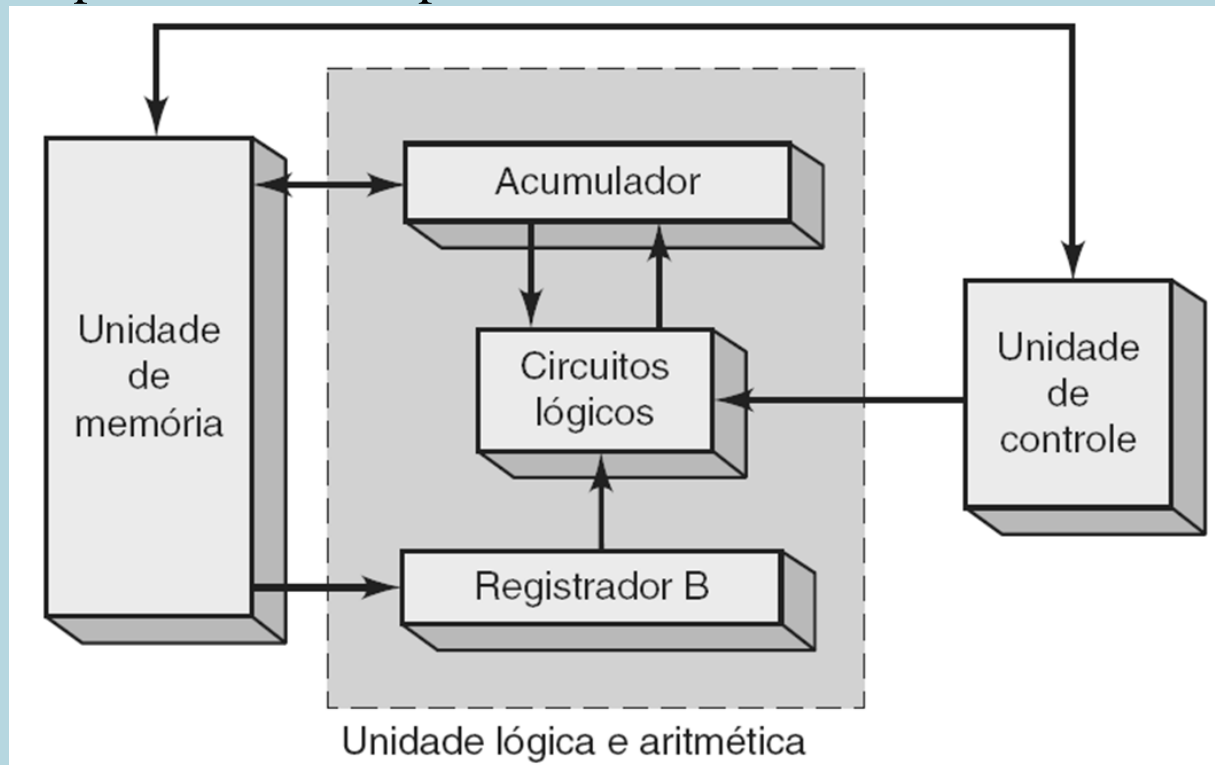 Acumulador
Unidade
de
memória
Circuitos
lógicos
Unidade
de
controle
Registrador B
Unidade lógica e aritmética